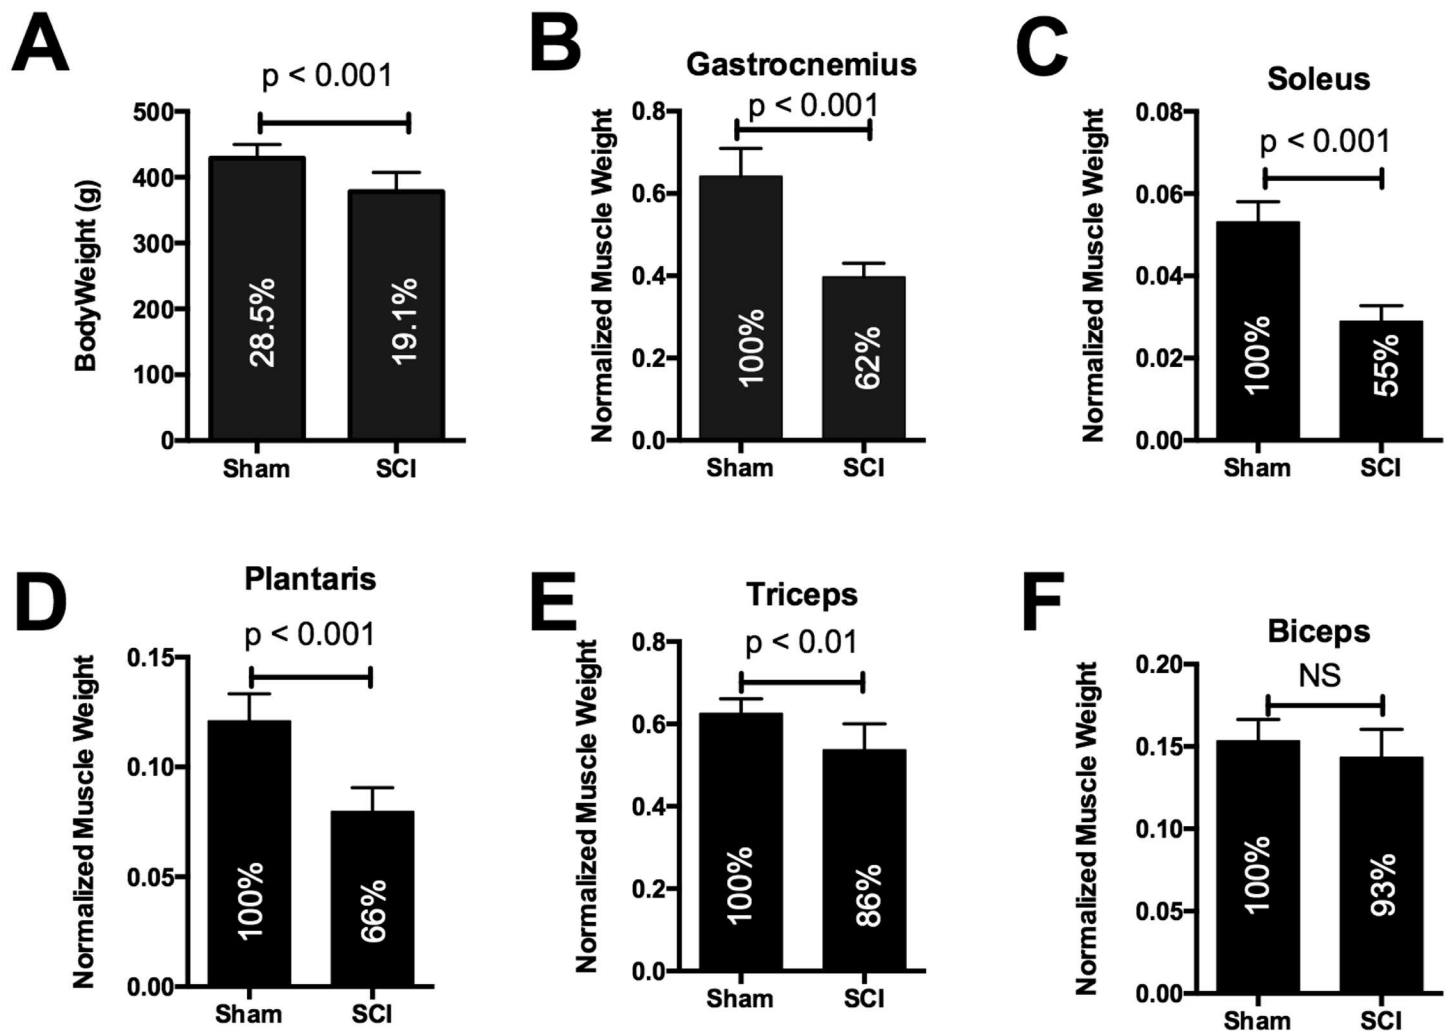 A
p < 0.001
BodyWeight (g)
500
400
300
200
100
0
28.5%
19.1%
Sham
SCI
B
Gastrocnemius
p < 0.001
Normalized Muscle Weight
0.8
0.6
0.4
0.2
0.0
100%
62%
Sham
SCI
C
Soleus
p < 0.001
Normalized Muscle Weight
0.08
0.06
0.04
0.02
0.00
100%
55%
Sham
SCI
D
Plantaris
p < 0.001
Normalized Muscle Weight
0.15
0.10
0.05
0.00
100%
66%
Sham
SCI
E
Triceps
p < 0.01
Normalized Muscle Weight
0.8
0.6
0.4
0.2
0.0
100%
86%
Sham
SCI
F
Biceps
NS
Normalized Muscle Weight
0.20
0.15
0.10
0.05
0.00
100%
93%
Sham
SCI